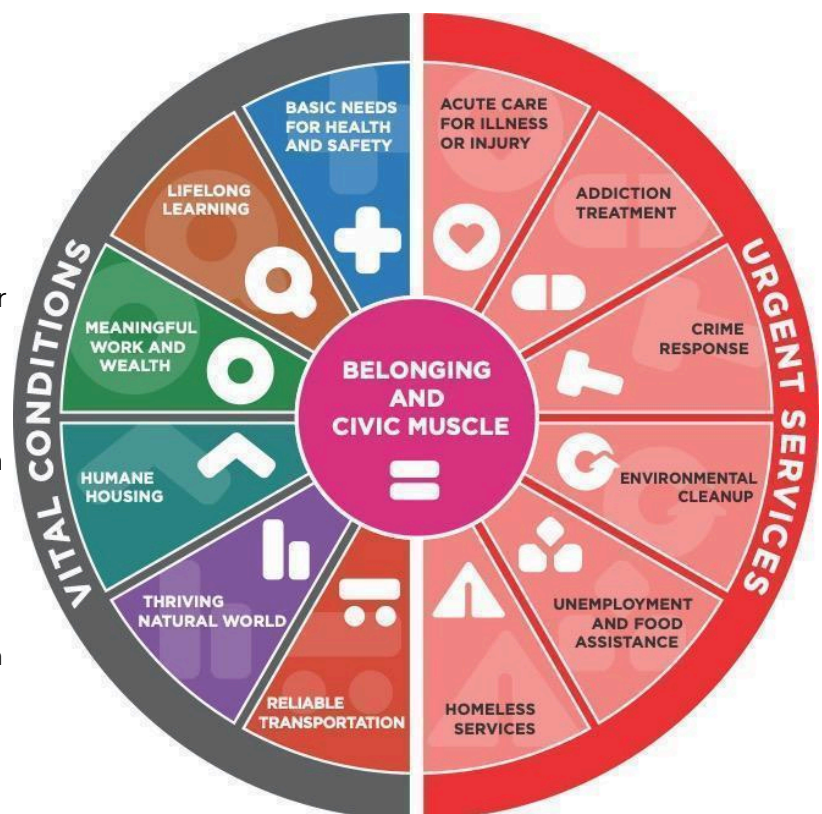 VITAL CONDITIONS
BASIC NEEDS
FOR HEALTH
AND SAFETY
LIFELONG
LEARNING
MEANINGFUL
WORK AND
WEALTH
HUMANE
HOUSING
THRIVING
NATURAL WORLD
RELIABLE
TRANSPORTATION
BELONGING
AND
CIVIC MUSCLE
URGENT SERVICES
ACUTE CARE
FOR ILLNESS
OR INJURY
ADDICTION
TREATMENT
CRIME
RESPONSE
ENVIRONMENTAL
CLEANUP
UNEMPLOYMENT
AND FOOD
ASSISTANCE
HOMELESS
SERVICES